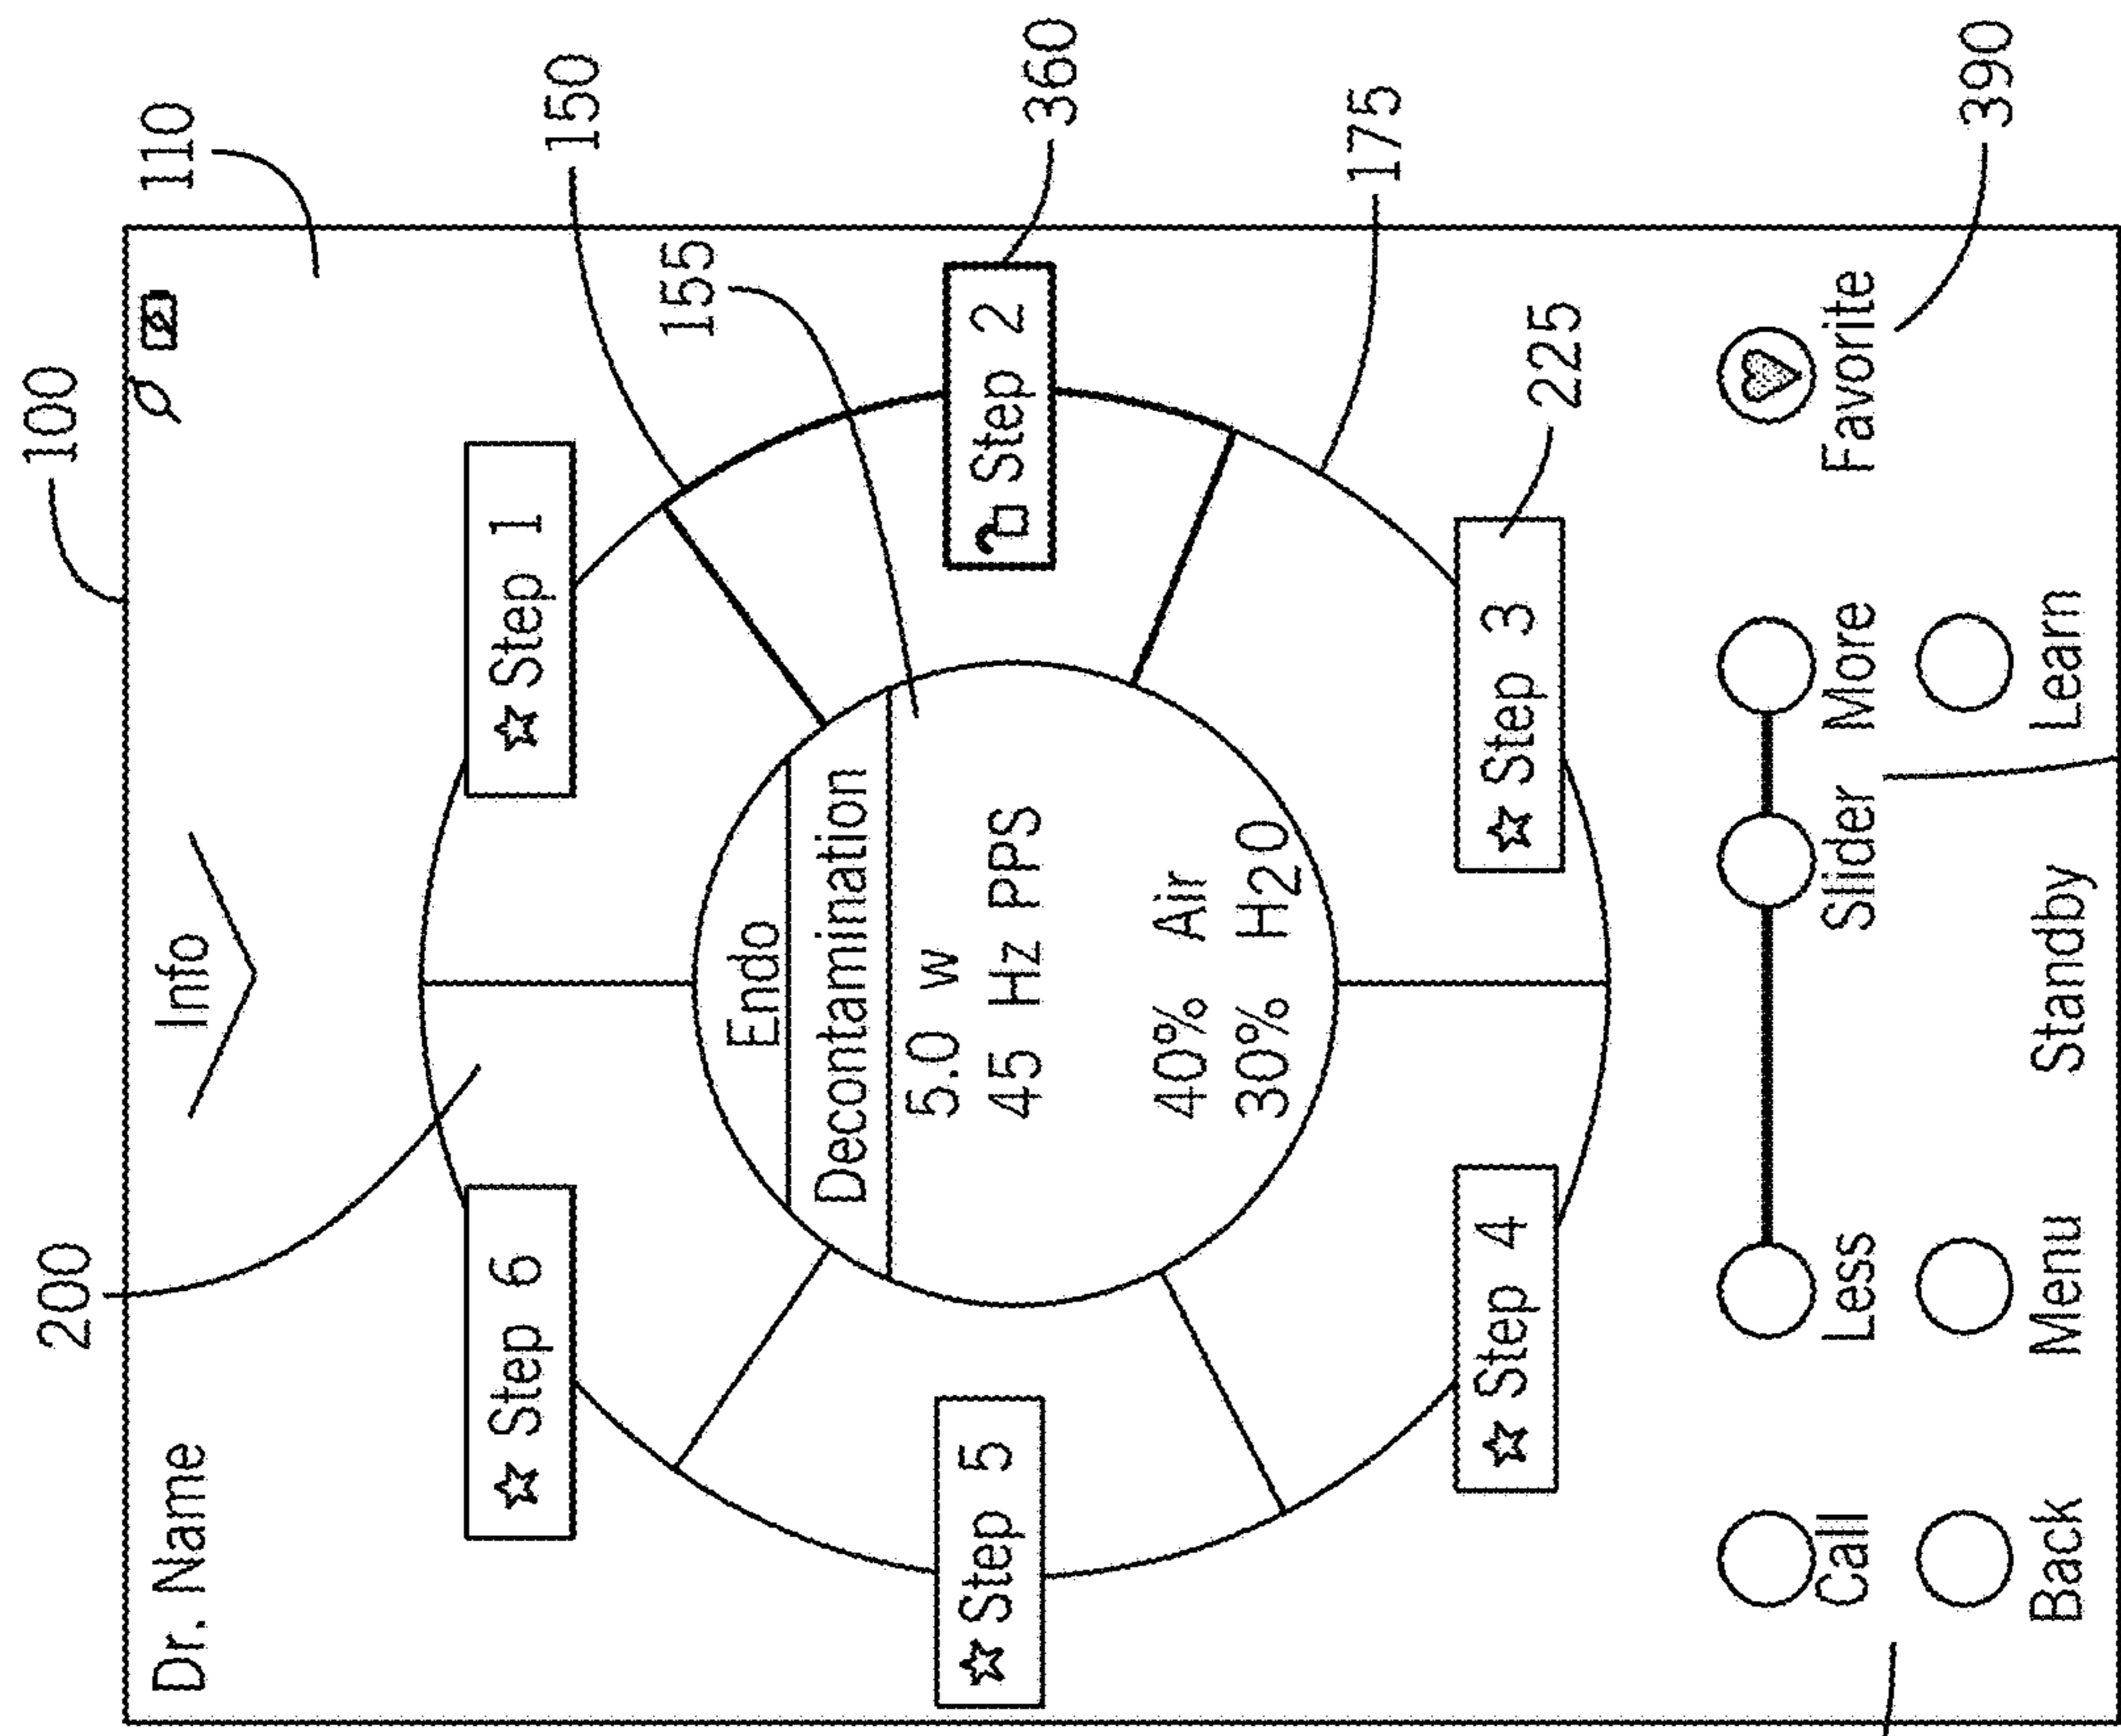 100
110
Dr. Name
Info
200
150
★ Step 6
★ Step 1
155
Endo
Decontamination
5.0 w
45 Hz PPS
40% Air
30% H2O
★ Step 5
Step 2
360
175
★ Step 4
★ Step 3
225
Call
Less
Slider
More
Favorite
390
Back
Menu
Standby
Learn